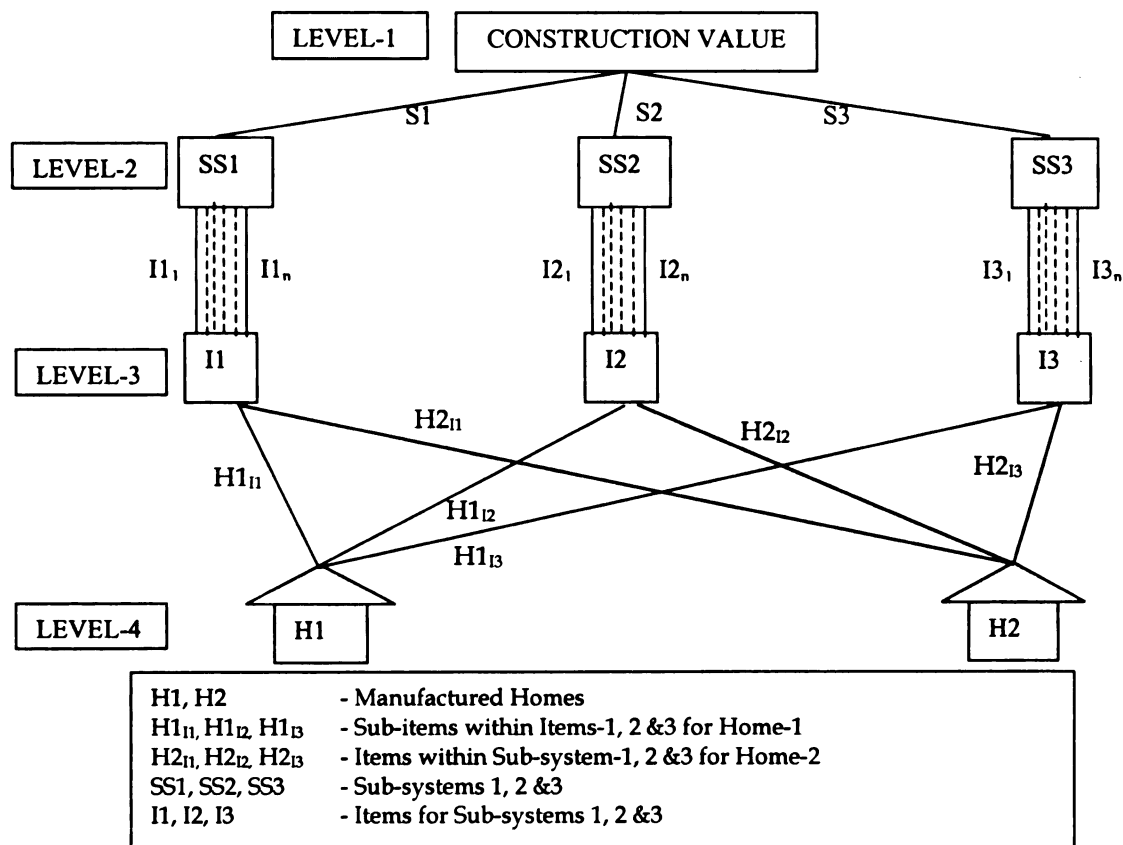 LEVEL-1 CONSTRUCTION VALUE
S1 S2 S3
LEVEL-2 SS1 SS2 SS3
I1₁ I1ₙ I2₁ I2ₙ I3₁ I3ₙ
LEVEL-3 I1 I2 I3
H2I1 H2I2
H1I1 H2I3
H1I2
H1I3
LEVEL-4 H1 H2
H1, H2 - Manufactured Homes
H1I1, H1I2, H1I3 - Sub-items within Items-1, 2 &3 for Home-1
H2I1, H2I2, H2I3 - Items within Sub-system-1, 2 &3 for Home-2
SS1, SS2, SS3 - Sub-systems 1, 2 &3
I1, I2, I3 - Items for Sub-systems 1, 2 &3